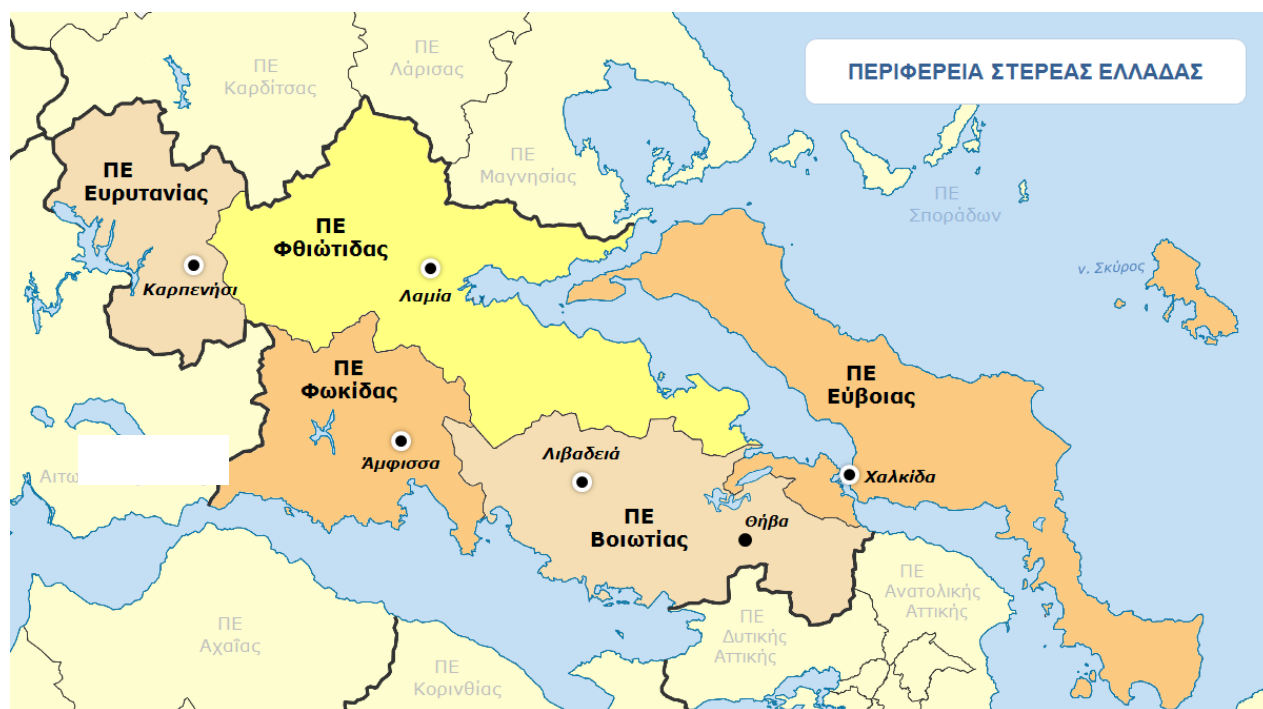 ΠΕΡΙΦΕΡΕΙΑ ΣΤΕΡΕΑΣ ΕΛΛΑΔΑΣ
ΠΕ
Λάρισας
ΠΕ
Καρδίτσας
ΠΕ
Μαγνησίας
ΠΕ
Σποράδων
ΠΕ
Ευρυτανίας
ΠΕ
Φθιώτιδας
ν. Σκύρος
Καρπενήσι
Λαμία
ΠΕ
Φωκίδας
ΠΕ
Εύβοιας
Άμφισσα
Λιβαδειά
Χαλκίδα
Αιτω
ΠΕ
Βοιωτίας
Θήβα
ΠΕ
Ανατολικής
Αττικής
ΠΕ
Δυτικής
Αττικής
ΠΕ
Αχαΐας
ΠΕ
Κορινθίας